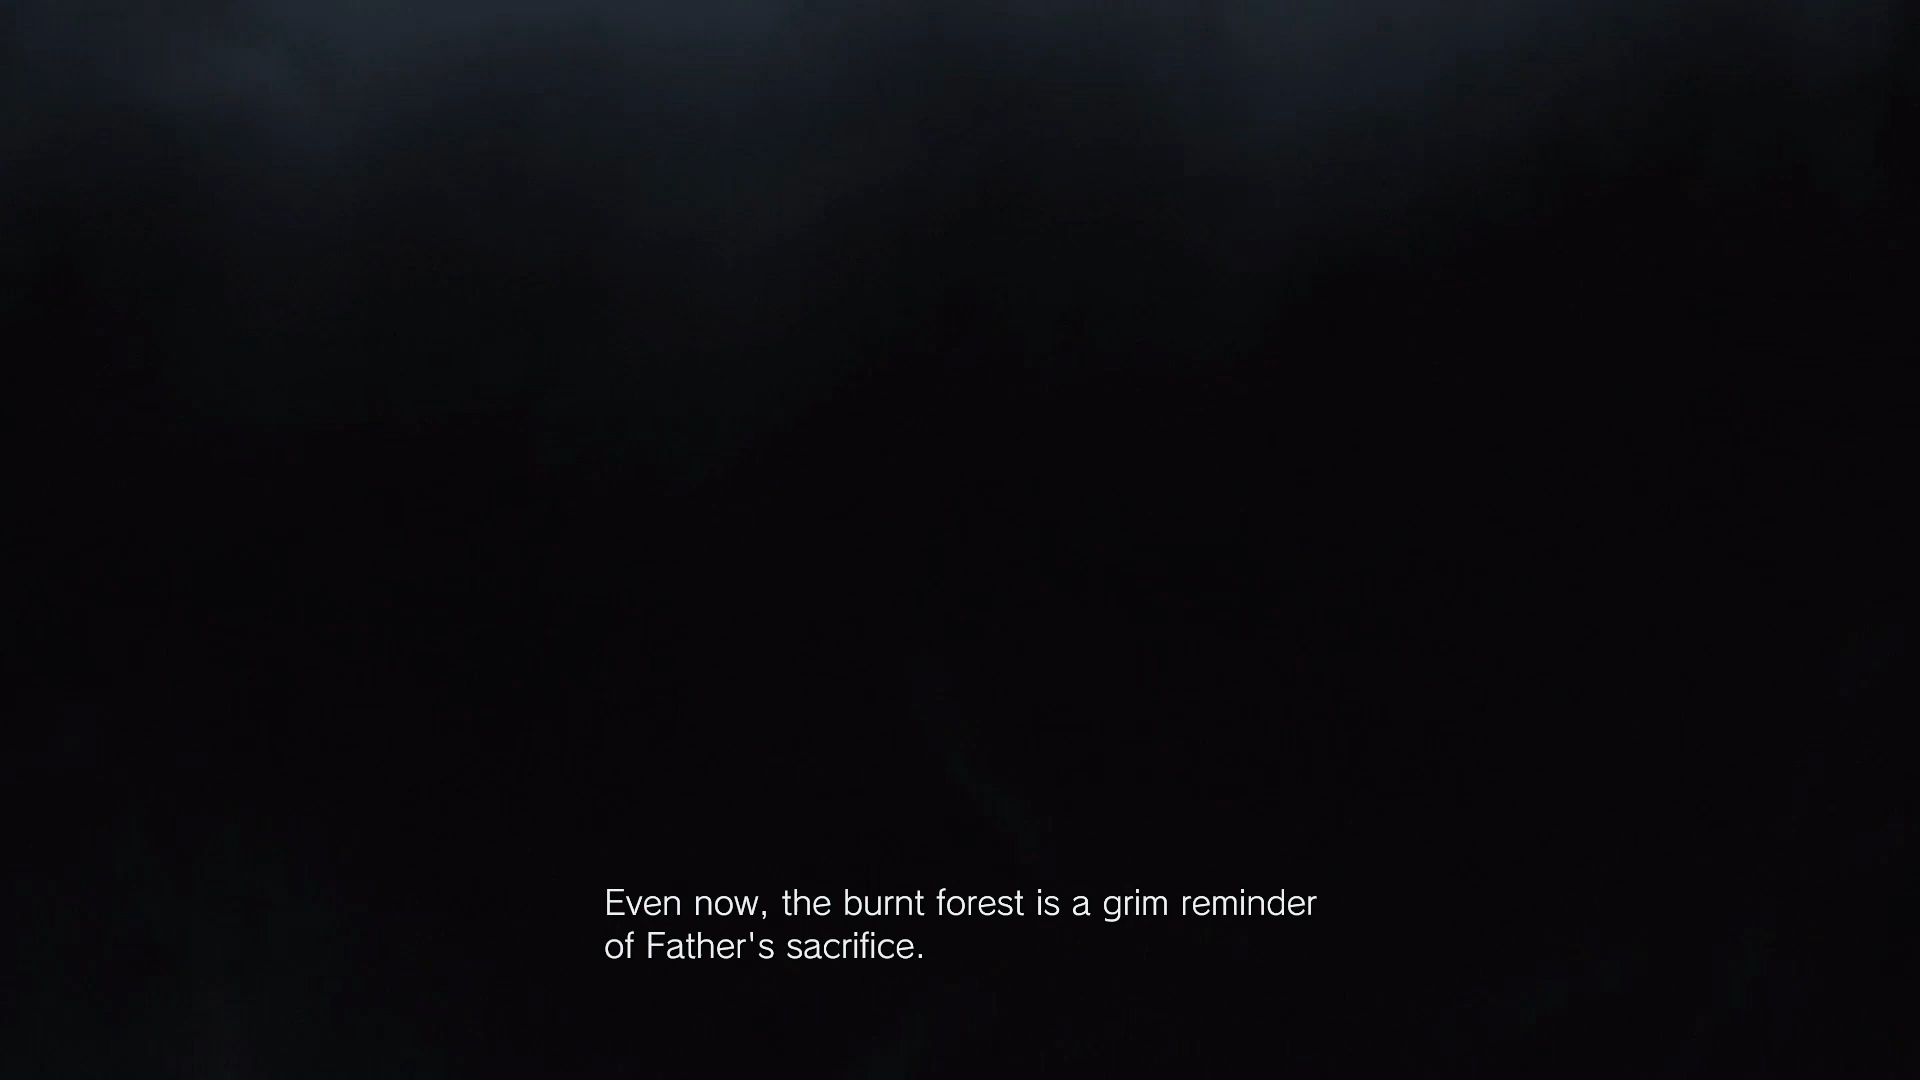 Even now, the burnt forest is a grim reminder
of Father's sacrifice.